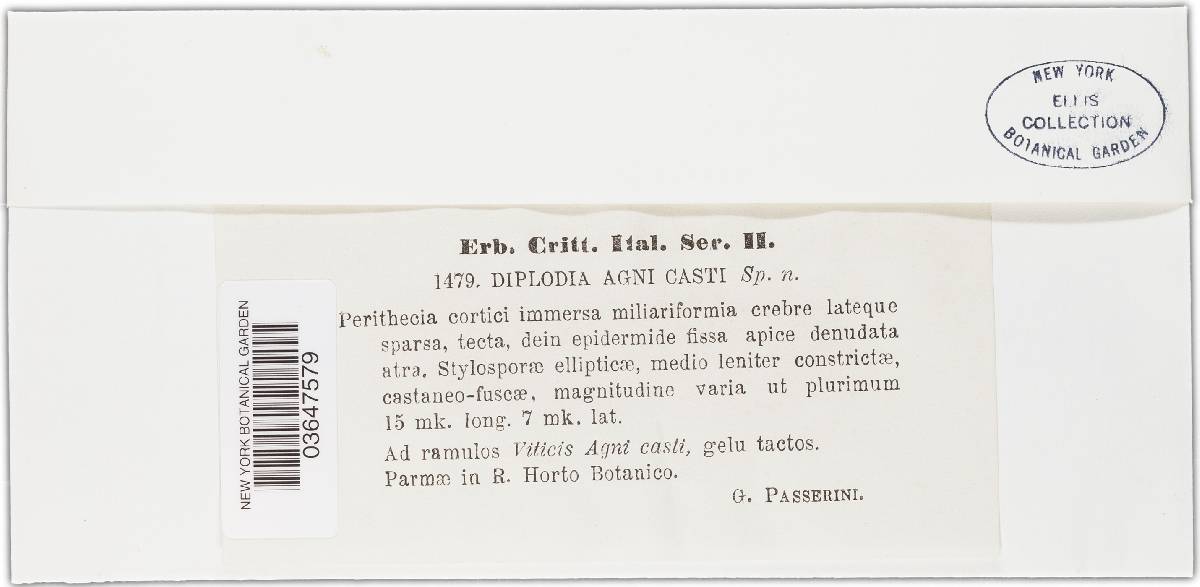 NEW YORK
ELLIS
COLLECTION
BOTANICAL GARDEN
Erb. Critt. Ital. Ser. II.
1479. DIPLODIA AGNI CASTI Sp. n.
Perithecia cortici immersa miliariformia crebre lateque
sparsa, tecta, dein epidermide fissa apice denudata
atra. Stylosporæ ellipticæ, medio leniter constrictæ,
castaneo-fuscæ, magnitudine varia ut plurimum
15 mk. long. 7 mk. lat.
Ad ramulos Viticis Agni casti, gelu tactos.
Parmæ in R. Horto Botanico.
G. PASSERINI.
NEW YORK BOTANICAL GARDEN
03647579